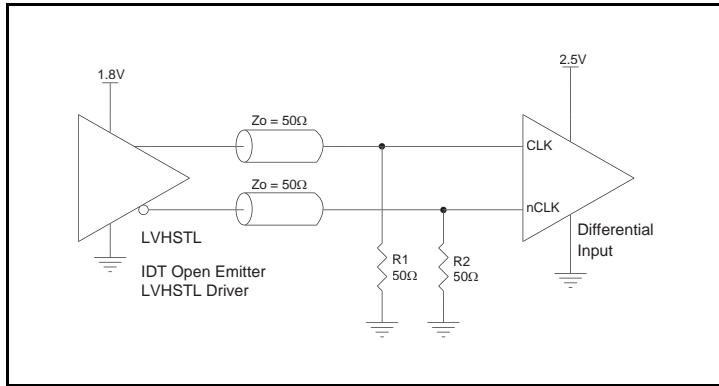 1.8V
2.5V
Zo = 50Ω
CLK
Zo = 50Ω
nCLK
LVHSTL
Differential
Input
IDT Open Emitter
LVHSTL Driver
R1
50Ω
R2
50Ω